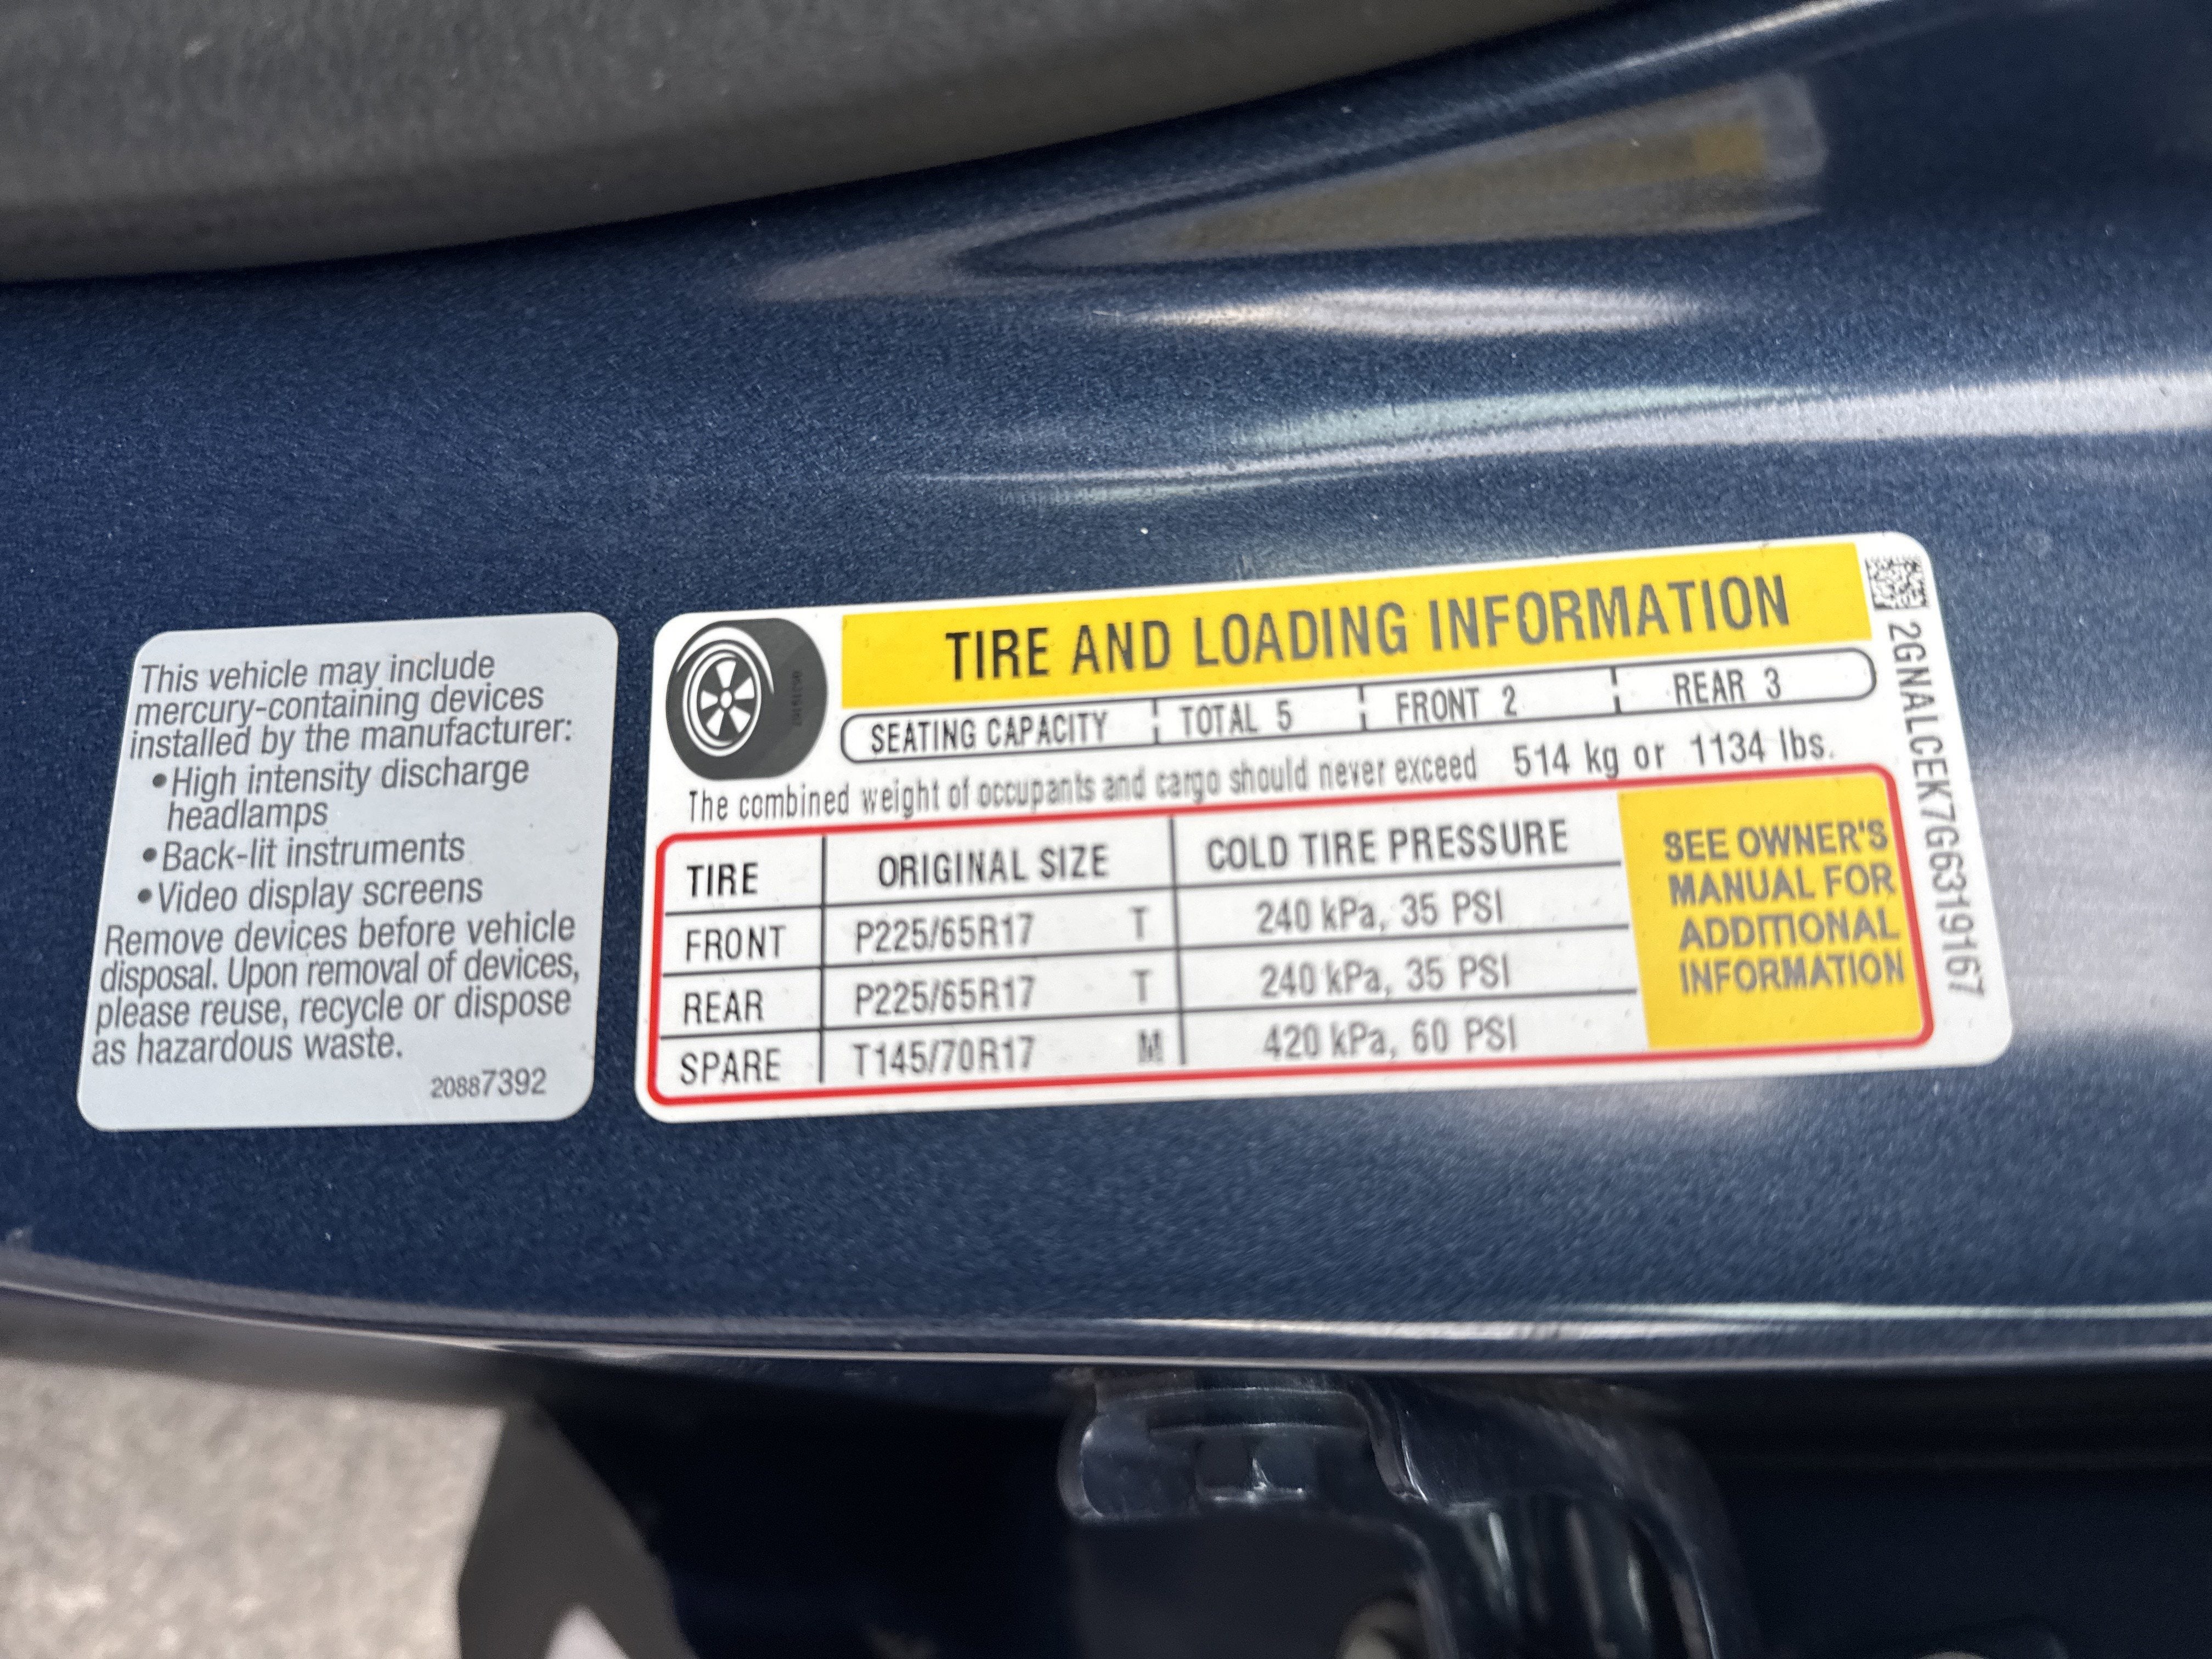 This vehicle may include
mercury-containing devices
installed by the manufacturer:
•High intensity discharge
headlamps
•Back-lit instruments
•Video display screens
Remove devices before vehicle
disposal. Upon removal of devices,
please reuse, recycle or dispose
as hazardous waste.
20887392
TIRE AND LOADING INFORMATION
SEATING CAPACITY TOTAL 5 FRONT 2 REAR 3
The combined weight of occupants and cargo should never exceed 514 kg or 1134 lbs.
TIRE ORIGINAL SIZE COLD TIRE PRESSURE
FRONT P225/65R17 T 240 kPa, 35 PSI
REAR P225/65R17 T 240 kPa, 35 PSI
SPARE T145/70R17 M 420 kPa, 60 PSI
SEE OWNER'S
MANUAL FOR
ADDITIONAL
INFORMATION
2GNALCEK7G6319167